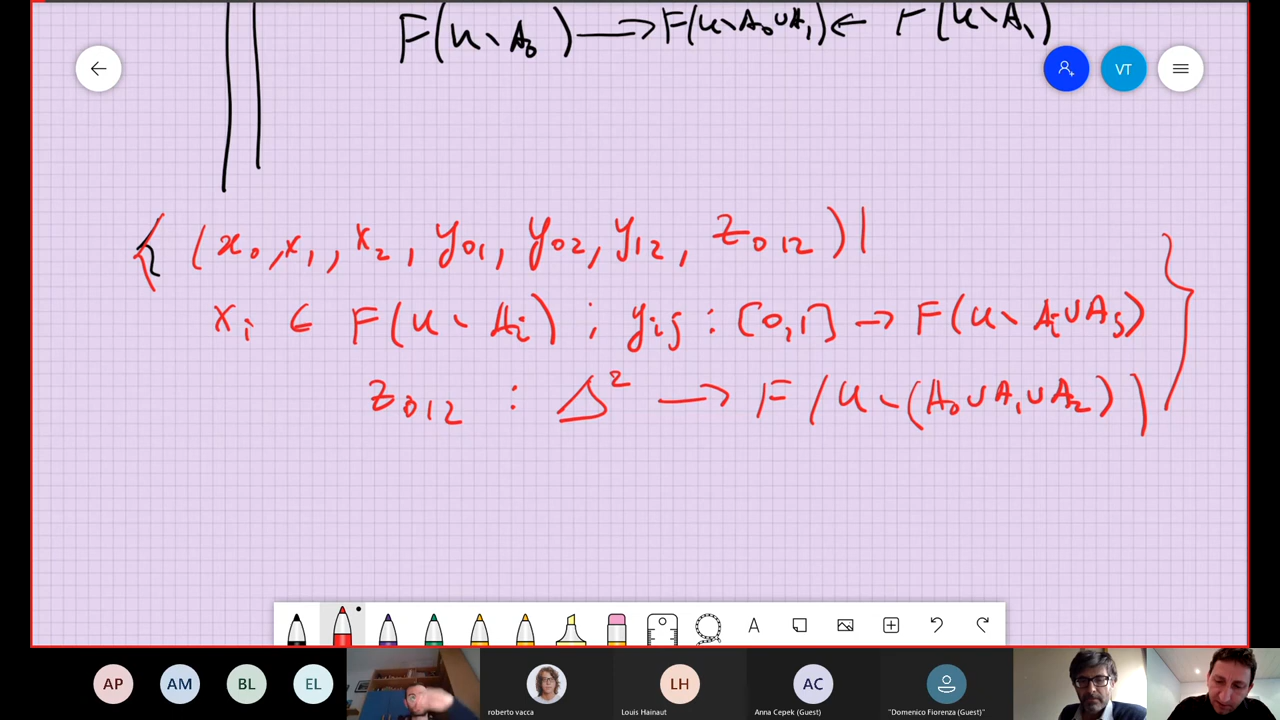 F(U∖A₀) ⟶ F(U∖A₀∪A₁) ← F(U∖A₁)
VT
{ (x₀, x₁, x₂, y₀₁, y₀₂, y₁₂, z₀₁₂) |
xᵢ ∈ F(U∖Aᵢ) ; yᵢⱼ : [0,1] → F(U∖Aᵢ∪Aⱼ) }
z₀₁₂ : Δ² ⟶ F(U∖(A₀∪A₁∪A₂))
A
AP AM BL EL LH AC
roberto vacca Louis Hainaut Anna Cepek (Guest) "Domenico Fiorenza (Guest)"